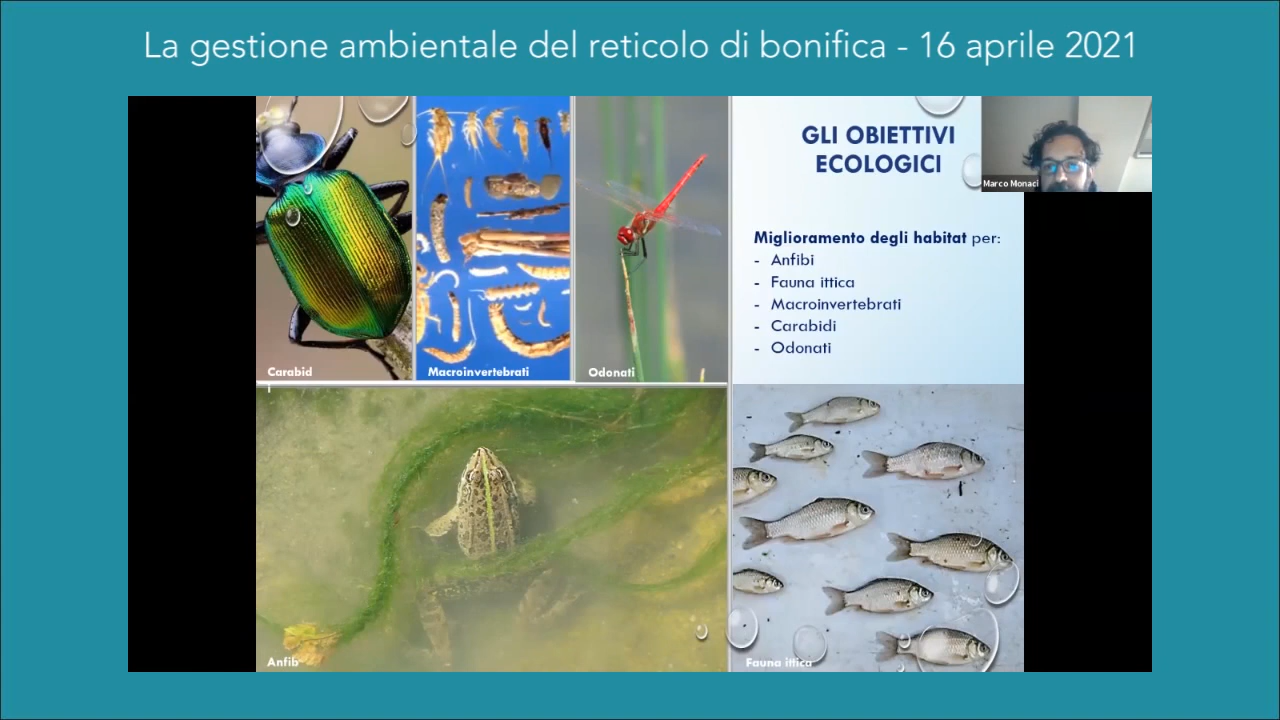 La gestione ambientale del reticolo di bonifica - 16 aprile 2021
GLI OBIETTIVI
ECOLOGICI
Marco Monaci
Miglioramento degli habitat per:
- Anfibi
- Fauna ittica
- Macroinvertebrati
- Carabidi
- Odonati
Carabid
i
Macroinvertebrati
Odonati
Anfib
Fauna ittica